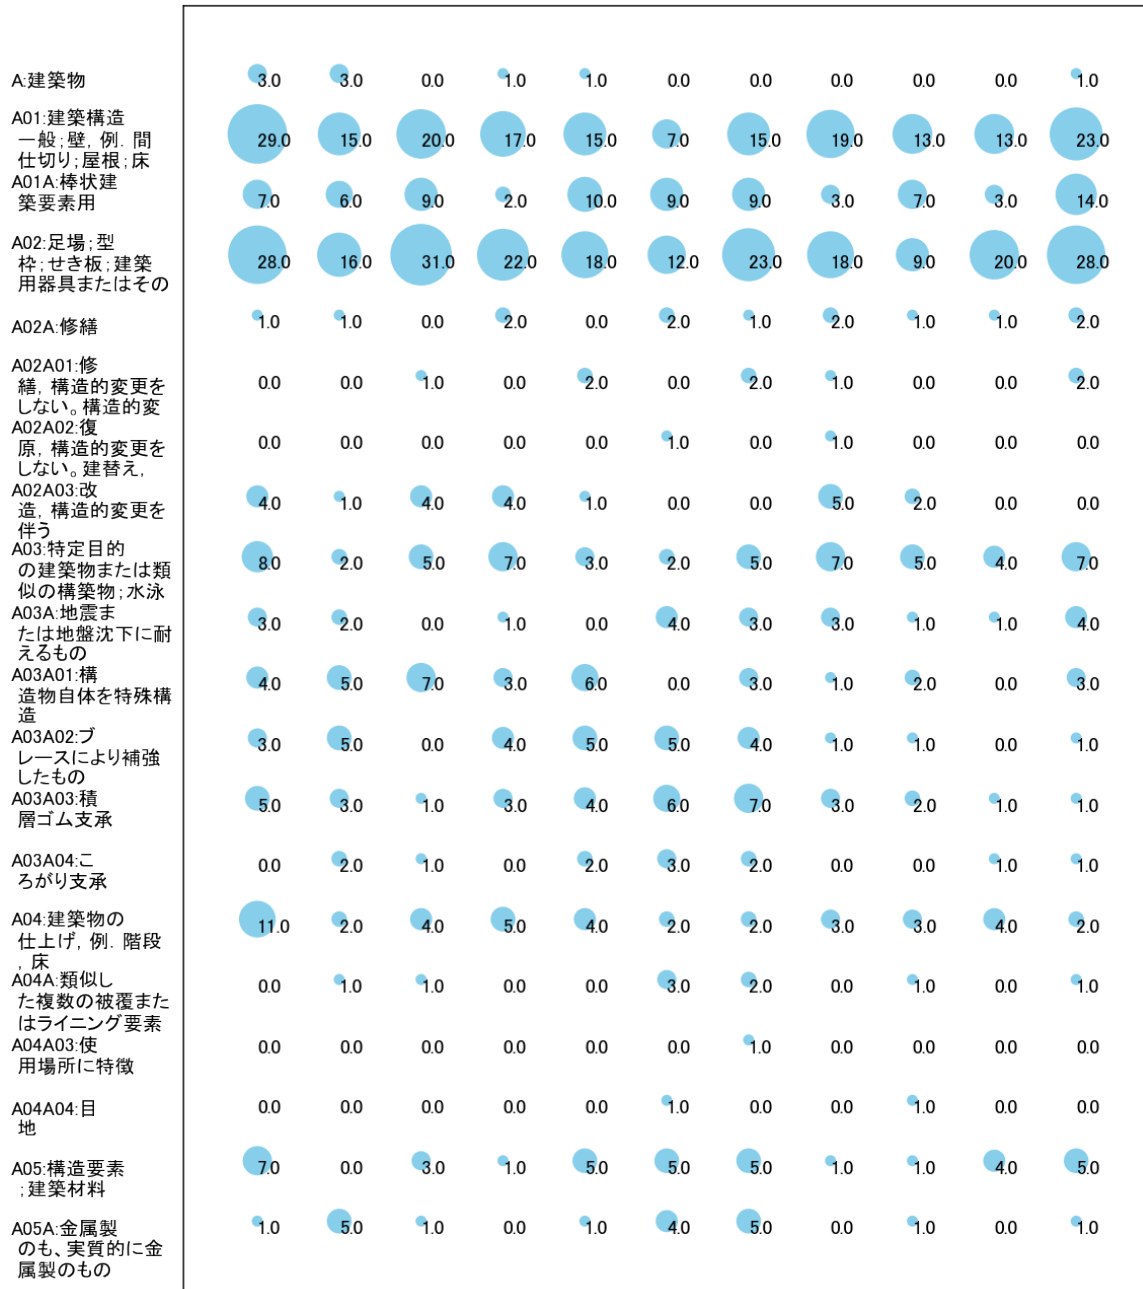 A:建築物
3.0 3.0 0.0 1.0 1.0 0.0 0.0 0.0 0.0 0.0 1.0
A01:建築構造
一般;壁, 例. 間
仕切り;屋根;床
29.0 15.0 20.0 17.0 15.0 7.0 15.0 19.0 13.0 13.0 23.0
A01A:棒状建
築要素用
7.0 6.0 9.0 2.0 10.0 9.0 9.0 3.0 7.0 3.0 14.0
A02:足場;型
枠;せき板;建築
用器具またはその
28.0 16.0 31.0 22.0 18.0 12.0 23.0 18.0 9.0 20.0 28.0
A02A:修繕
1.0 1.0 0.0 2.0 0.0 2.0 1.0 2.0 1.0 1.0 2.0
A02A01:修
繕, 構造的変更を
しない。構造的変
0.0 0.0 1.0 0.0 2.0 0.0 2.0 1.0 0.0 0.0 2.0
A02A02:復
原, 構造的変更を
しない。建替え,
0.0 0.0 0.0 0.0 0.0 1.0 0.0 1.0 0.0 0.0 0.0
A02A03:改
造, 構造的変更を
伴う
4.0 1.0 4.0 4.0 1.0 0.0 0.0 5.0 2.0 0.0 0.0
A03:特定目的
の建築物または類
似の構築物;水泳
8.0 2.0 5.0 7.0 3.0 2.0 5.0 7.0 5.0 4.0 7.0
A03A:地震ま
たは地盤沈下に耐
えるもの
3.0 2.0 0.0 1.0 0.0 4.0 3.0 3.0 1.0 1.0 4.0
A03A01:構
造物自体を特殊構
造
4.0 5.0 7.0 3.0 6.0 0.0 3.0 1.0 2.0 0.0 3.0
A03A02:ブ
レースにより補強
したもの
3.0 5.0 0.0 4.0 5.0 5.0 4.0 1.0 1.0 0.0 1.0
A03A03:積
層ゴム支承
5.0 3.0 1.0 3.0 4.0 6.0 7.0 3.0 2.0 1.0 1.0
A03A04:こ
ろがり支承
0.0 2.0 1.0 0.0 2.0 3.0 2.0 0.0 0.0 1.0 1.0
A04:建築物の
仕上げ, 例. 階段
, 床
11.0 2.0 4.0 5.0 4.0 2.0 2.0 3.0 3.0 4.0 2.0
A04A:類似し
た複数の被覆また
はライニング要素
0.0 1.0 1.0 0.0 0.0 3.0 2.0 0.0 1.0 0.0 1.0
A04A03:使
用場所に特徴
0.0 0.0 0.0 0.0 0.0 0.0 1.0 0.0 0.0 0.0 0.0
A04A04:目
地
0.0 0.0 0.0 0.0 0.0 1.0 0.0 0.0 1.0 0.0 0.0
A05:構造要素
;建築材料
7.0 0.0 3.0 1.0 5.0 5.0 5.0 1.0 1.0 4.0 5.0
A05A:金属製
のも、実質的に金
属製のもの
1.0 5.0 1.0 0.0 1.0 4.0 5.0 0.0 1.0 0.0 1.0